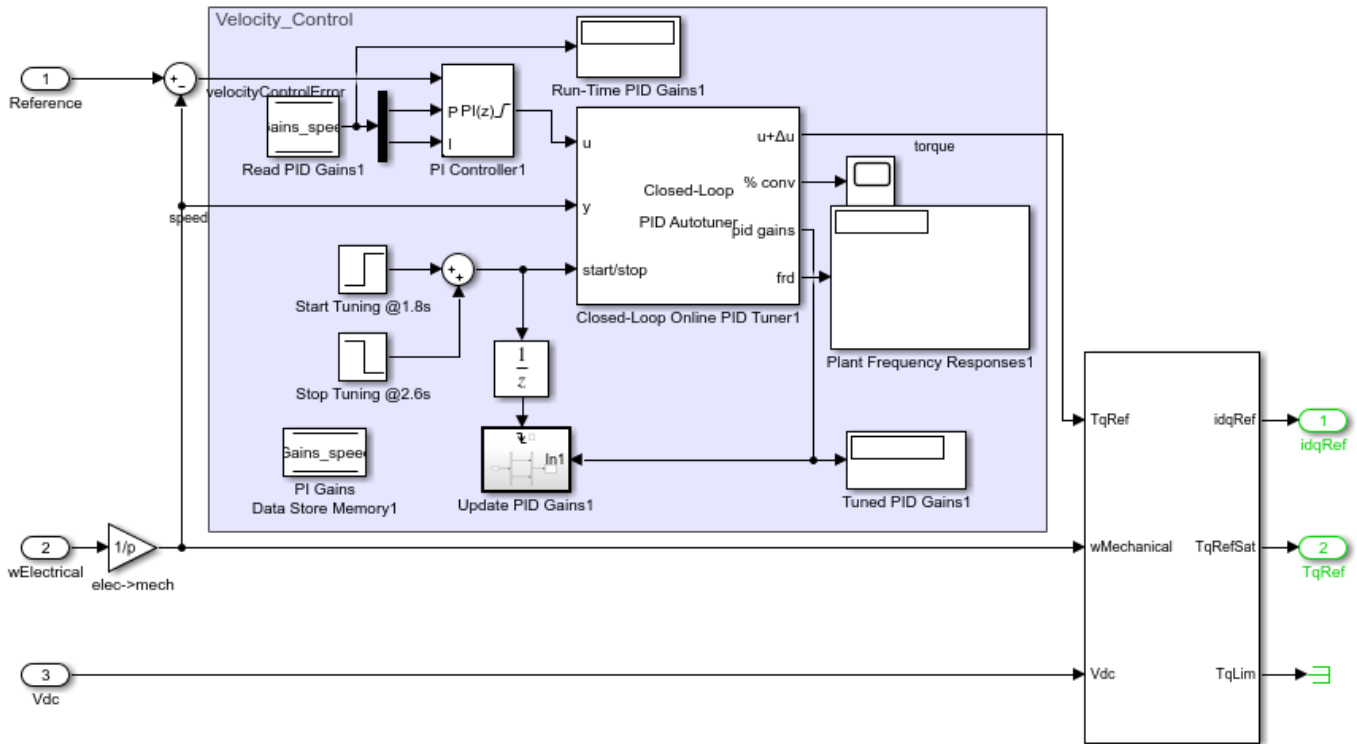 Velocity_Control
1
Reference
+
-
velocityControlError
Gains_spee
Read PID Gains1
P
PI(z)
I
PI Controller1
Run-Time PID Gains1
u
y
start/stop
Closed-Loop
PID Autotuner
u+Δu
% conv
pid gains
frd
Closed-Loop Online PID Tuner1
torque
speed
Start Tuning @1.8s
+
+
Stop Tuning @2.6s
1
z
Plant Frequency Responses1
Gains_speed
PI Gains
Data Store Memory1
In1
Update PID Gains1
Tuned PID Gains1
2
wElectrical
1/p
elec->mech
3
Vdc
TqRef
wMechanical
Vdc
idqRef
TqRefSat
TqLim
1
idqRef
2
TqRef